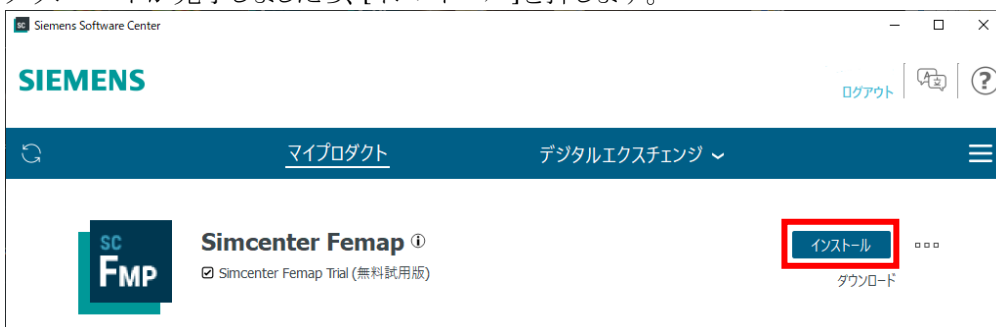 Siemens Software Center
SIEMENS
ログアウト
マイプロダクト
デジタルエクスチェンジ
SC
FMP
Simcenter Femap
Simcenter Femap Trial (無料試用版)
インストール
ダウンロード